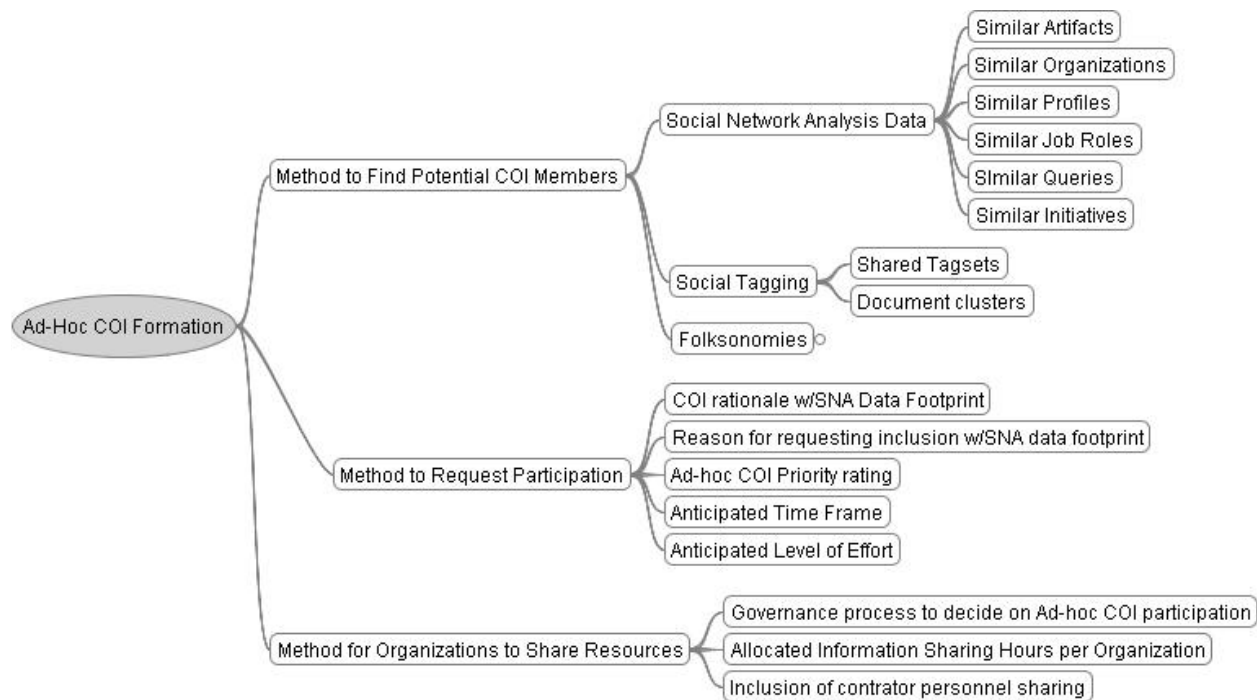 Ad-Hoc COI Formation
Method to Find Potential COI Members
Social Network Analysis Data
Similar Artifacts
Similar Organizations
Similar Profiles
Similar Job Roles
SImilar Queries
Similar Initiatives
Social Tagging
Shared Tagsets
Document clusters
Folksonomies
Method to Request Participation
COI rationale w/SNA Data Footprint
Reason for requesting inclusion w/SNA data footprint
Ad-hoc COI Priority rating
Anticipated Time Frame
Anticipated Level of Effort
Method for Organizations to Share Resources
Governance process to decide on Ad-hoc COI participation
Allocated Information Sharing Hours per Organization
Inclusion of contrator personnel sharing